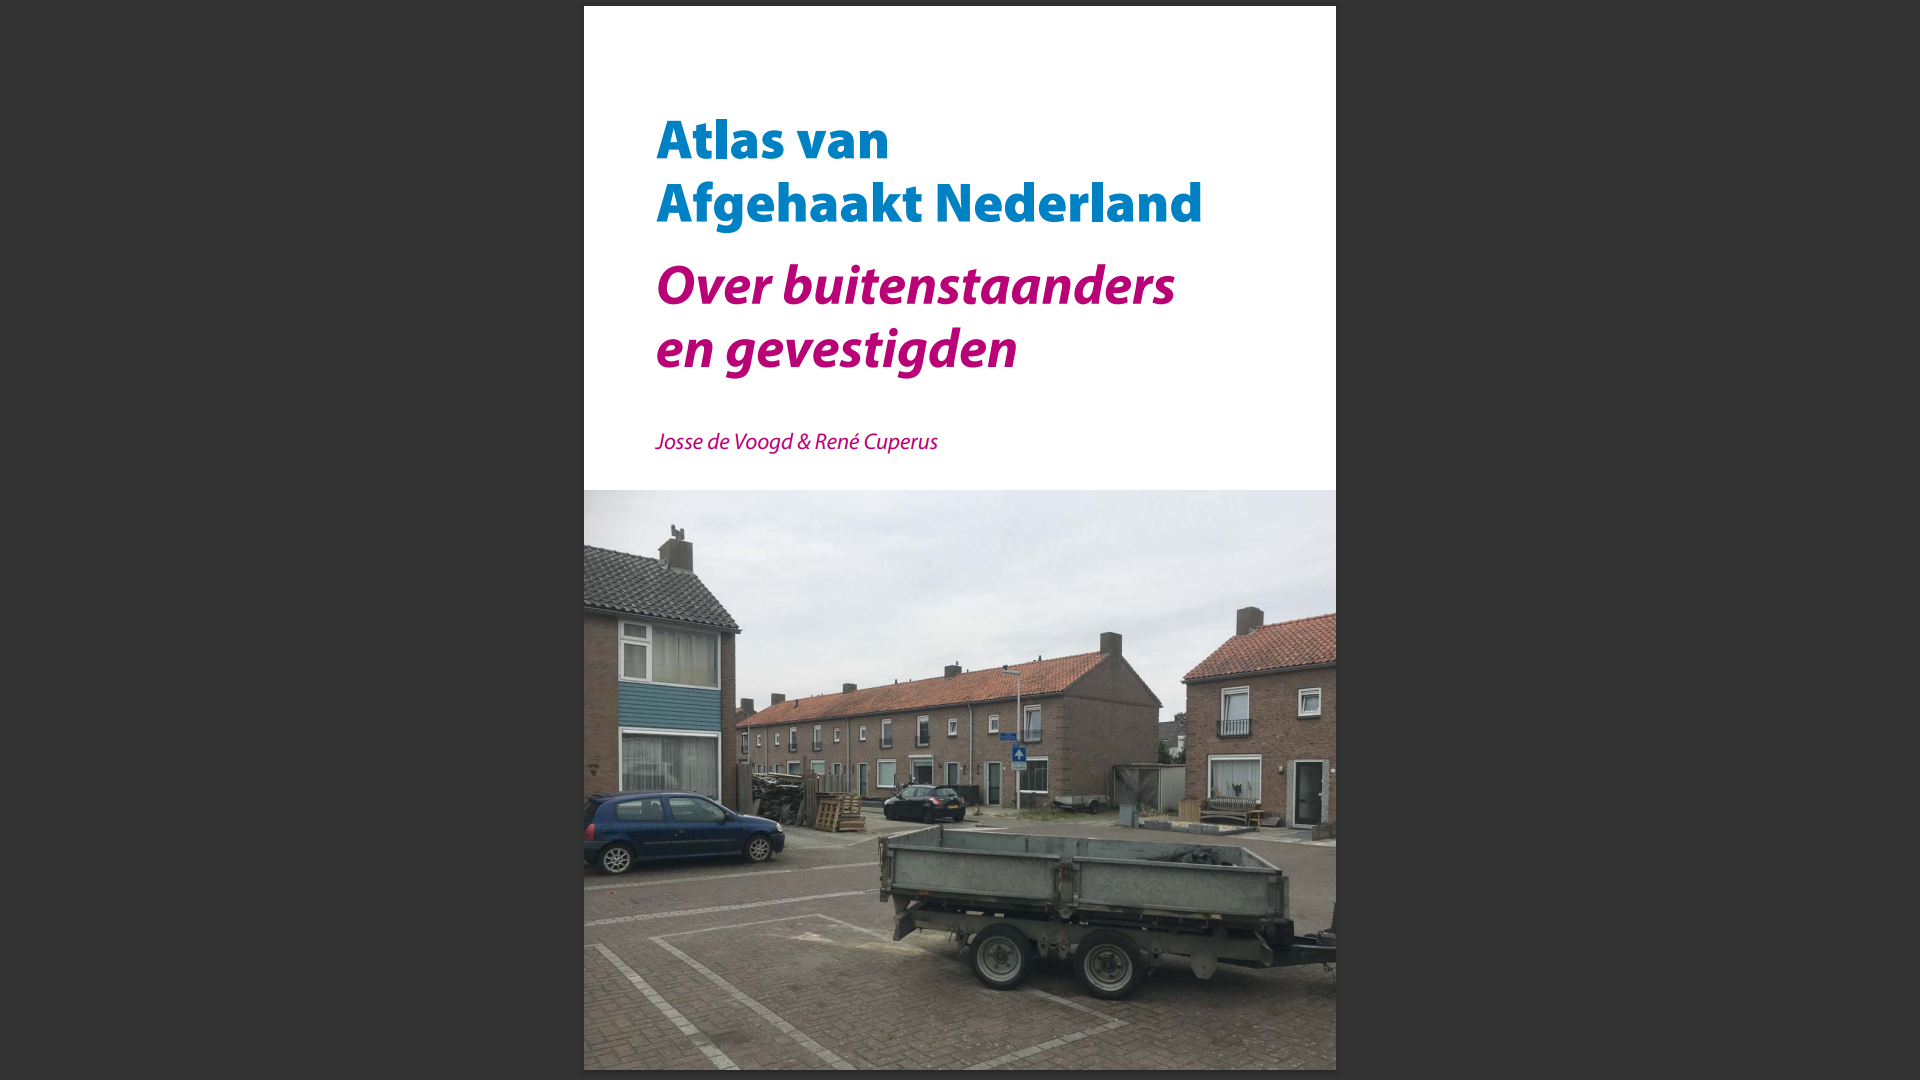 Atlas van
Afgehaakt Nederland
Over buitenstaanders
en gevestigden
Josse de Voogd & René Cuperus